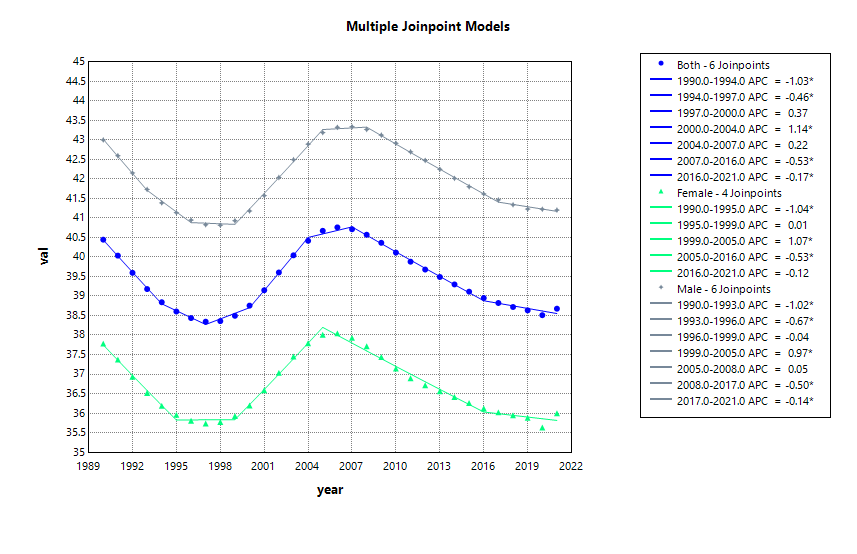 Multiple Joinpoint Models
45
44.5
44
43.5
43
42.5
42
41.5
41
40.5
40
39.5
39
38.5
38
37.5
37
36.5
36
35.5
35
val
1989 1992 1995 1998 2001 2004 2007 2010 2013 2016 2019 2022
year
Both - 6 Joinpoints
1990.0-1994.0 APC = -1.03*
1994.0-1997.0 APC = -0.46*
1997.0-2000.0 APC = 0.37
2000.0-2004.0 APC = 1.14*
2004.0-2007.0 APC = 0.22
2007.0-2016.0 APC = -0.53*
2016.0-2021.0 APC = -0.17*
Female - 4 Joinpoints
1990.0-1995.0 APC = -1.04*
1995.0-1999.0 APC = 0.01
1999.0-2005.0 APC = 1.07*
2005.0-2016.0 APC = -0.53*
2016.0-2021.0 APC = -0.12
Male - 6 Joinpoints
1990.0-1993.0 APC = -1.02*
1993.0-1996.0 APC = -0.67*
1996.0-1999.0 APC = -0.04
1999.0-2005.0 APC = 0.97*
2005.0-2008.0 APC = 0.05
2008.0-2017.0 APC = -0.50*
2017.0-2021.0 APC = -0.14*